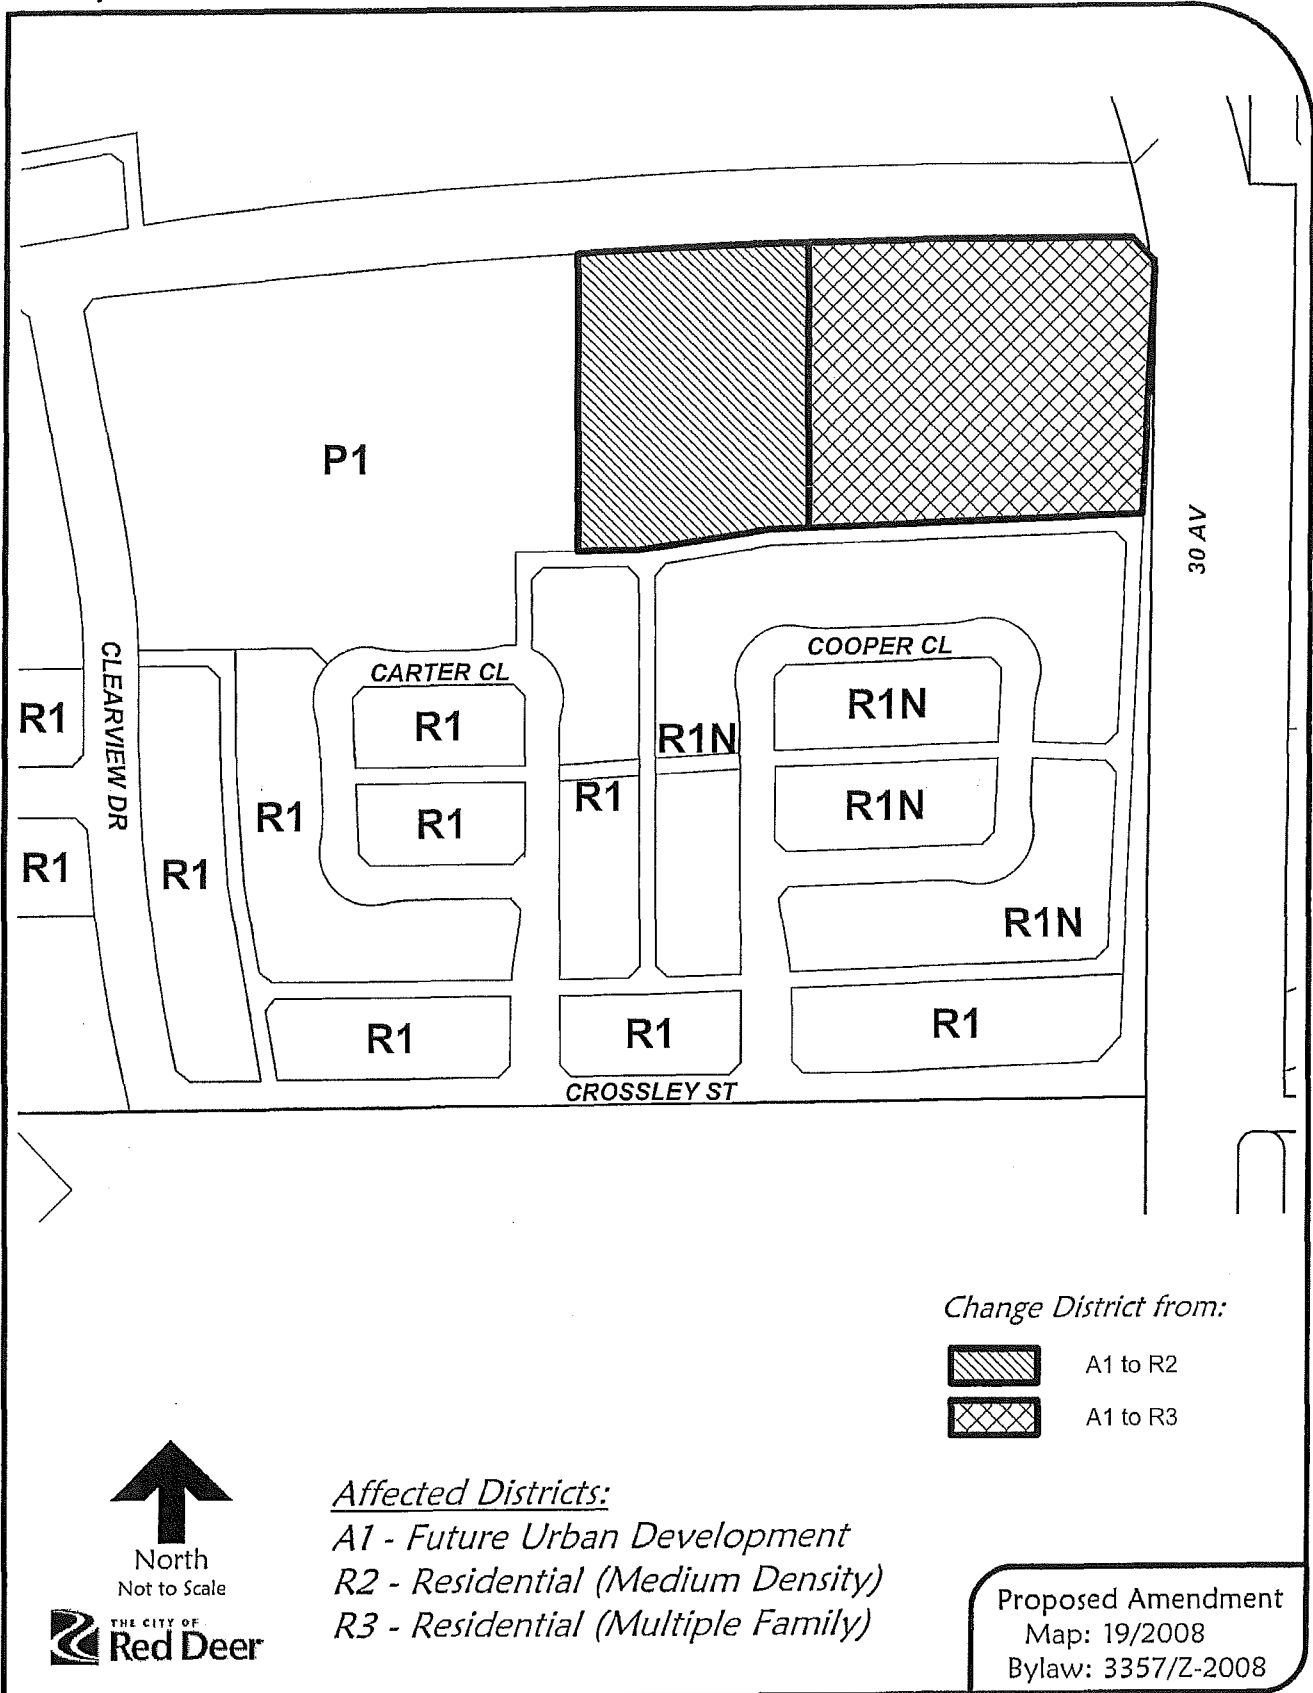 P1
30 AV
CLEARVIEW DR
CARTER CL
COOPER CL
R1
R1
R1N
R1N
R1
R1
R1
R1N
R1
R1
R1
R1N
R1
R1
R1
CROSSLEY ST
Change District from:
A1 to R2
A1 to R3
North
Not to Scale
THE CITY OF
Red Deer
Affected Districts:
A1 - Future Urban Development
R2 - Residential (Medium Density)
R3 - Residential (Multiple Family)
Proposed Amendment
Map: 19/2008
Bylaw: 3357/Z-2008